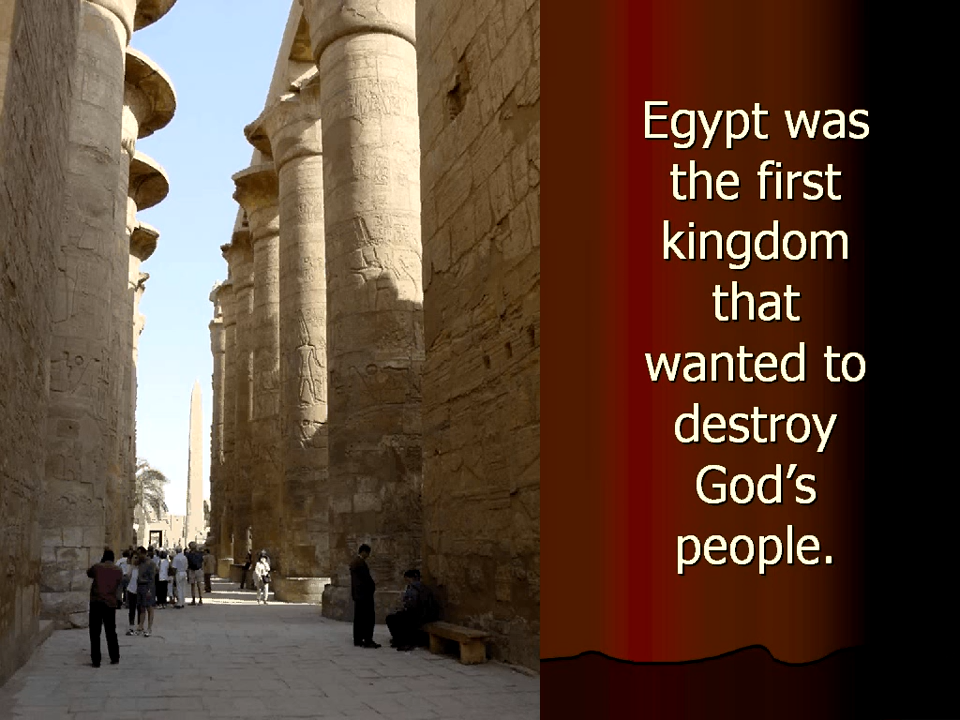 Egypt was
the first
kingdom
that
wanted to
destroy
God’s
people.